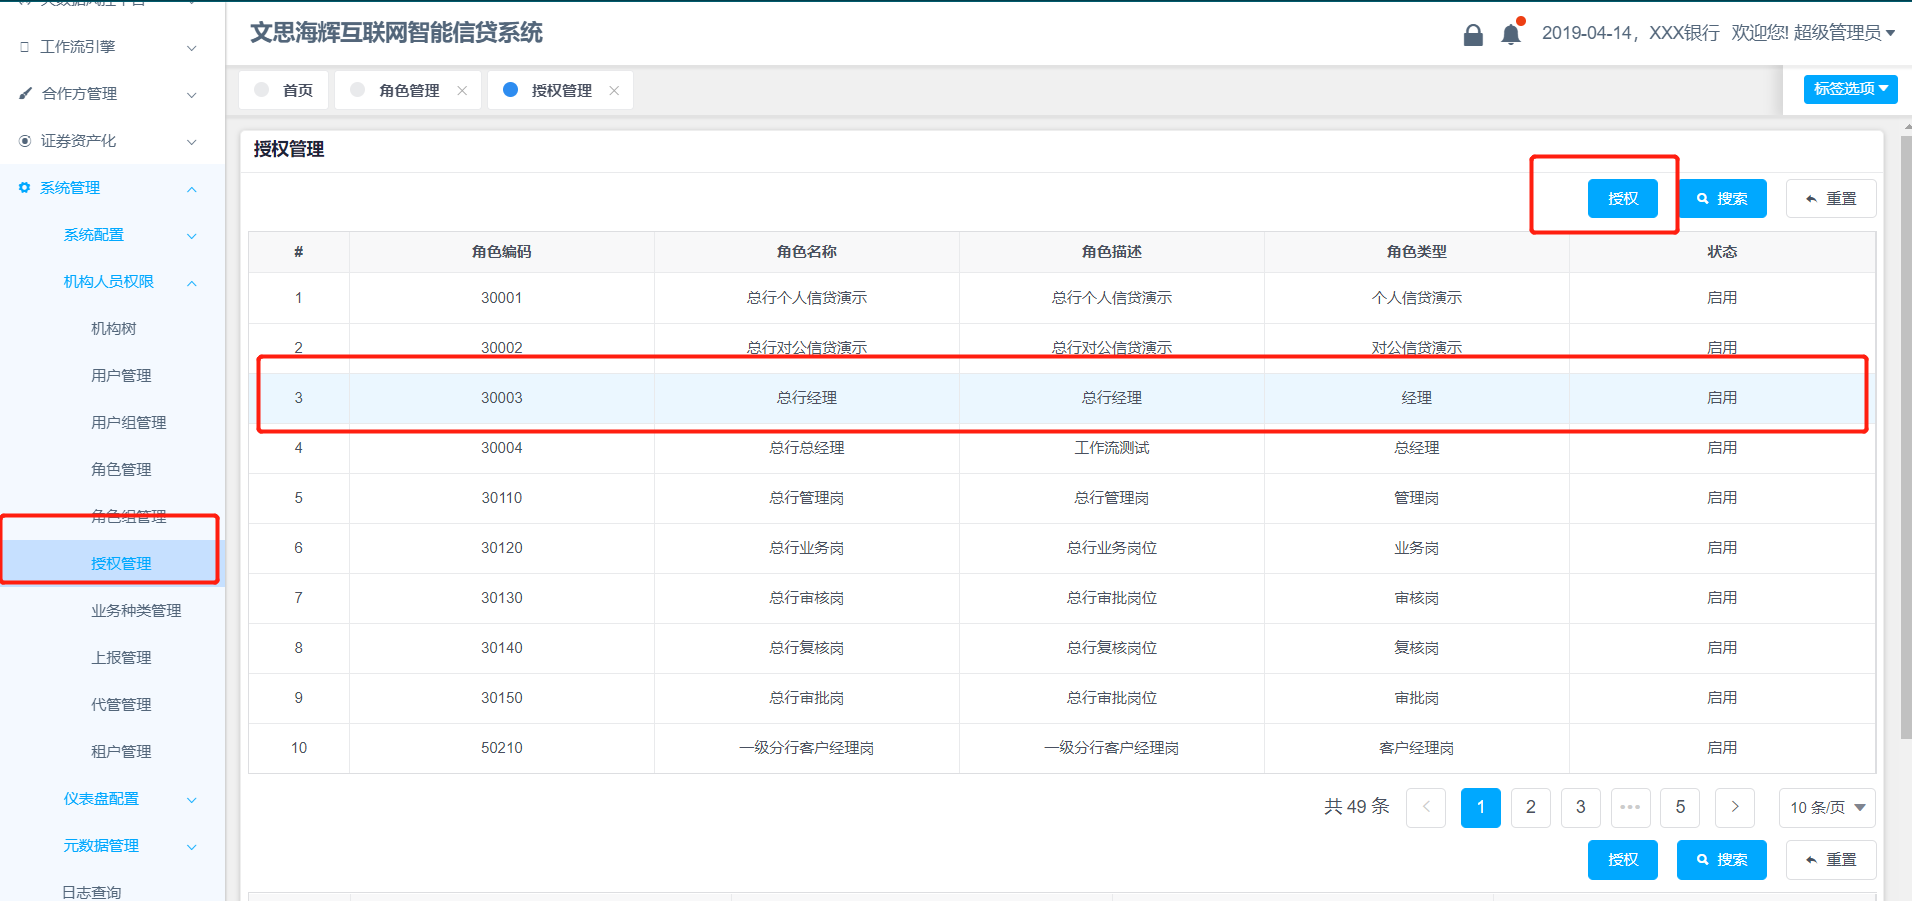 文思海辉互联网智能信贷系统
2019-04-14，XXX银行 欢迎您! 超级管理员
工作流引擎
合作方管理
证券资产化
系统管理
系统配置
机构人员权限
机构树
用户管理
用户组管理
角色管理
角色组管理
授权管理
业务种类管理
上报管理
代管管理
租户管理
仪表盘配置
元数据管理
日志查询
首页 角色管理 授权管理 标签选项
授权管理
授权 搜索 重置
# 角色编码 角色名称 角色描述 角色类型 状态
1 30001 总行个人信贷演示 总行个人信贷演示 个人信贷演示 启用
2 30002 总行对公信贷演示 总行对公信贷演示 对公信贷演示 启用
3 30003 总行经理 总行经理 经理 启用
4 30004 总行总经理 工作流测试 总经理 启用
5 30110 总行管理岗 总行管理岗 管理岗 启用
6 30120 总行业务岗 总行业务岗位 业务岗 启用
7 30130 总行审核岗 总行审批岗位 审核岗 启用
8 30140 总行复核岗 总行复核岗位 复核岗 启用
9 30150 总行审批岗 总行审批岗位 审批岗 启用
10 50210 一级分行客户经理岗 一级分行客户经理岗 客户经理岗 启用
共 49 条 1 2 3 ••• 5 10 条/页
授权 搜索 重置